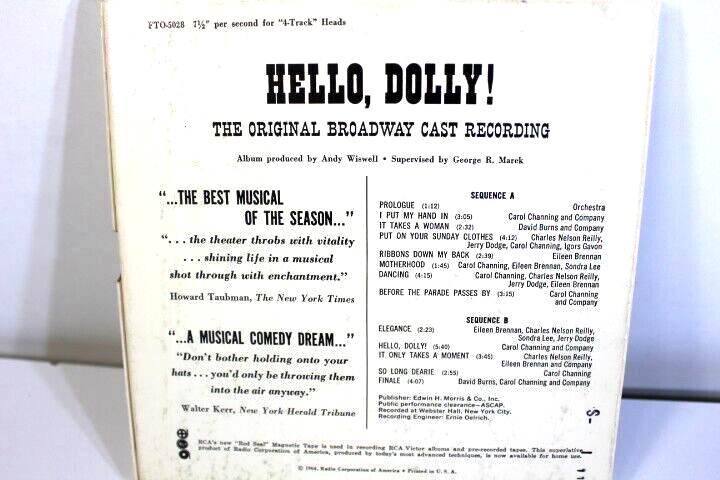 FTO-5028 7½" per second for "4-Track" Heads
HELLO, DOLLY!
THE ORIGINAL BROADWAY CAST RECORDING
Album produced by Andy Wiswell • Supervised by George R. Marek
"...THE BEST MUSICAL
OF THE SEASON..."
"...the theater throbs with vitality
...shining life in a musical
shot through with enchantment."
Howard Taubman, The New York Times
"...A MUSICAL COMEDY DREAM..."
"Don't bother holding onto your
hats...you'd only be throwing them
into the air anyway."
Walter Kerr, New York Herald Tribune
SEQUENCE A
PROLOGUE (1:12) Orchestra
I PUT MY HAND IN (3:05) Carol Channing and Company
IT TAKES A WOMAN (2:32) David Burns and Company
PUT ON YOUR SUNDAY CLOTHES (4:12) Charles Nelson Reilly,
Jerry Dodge, Carol Channing, Igors Gavon
RIBBONS DOWN MY BACK (2:39) Eileen Brennan
MOTHERHOOD (1:45) Carol Channing, Eileen Brennan, Sondra Lee
DANCING (4:15) Carol Channing, Charles Nelson Reilly,
Jerry Dodge, Eileen Brennan
BEFORE THE PARADE PASSES BY (3:15) Carol Channing
and Company
SEQUENCE B
ELEGANCE (2:23) Eileen Brennan, Charles Nelson Reilly,
Sondra Lee, Jerry Dodge
HELLO, DOLLY! (5:40) Carol Channing and Company
IT ONLY TAKES A MOMENT (3:45) Charles Nelson Reilly,
Eileen Brennan and Company
SO LONG DEARIE (2:55) Carol Channing
FINALE (4:07) David Burns, Carol Channing and Company
Publisher: Edwin H. Morris & Co., Inc.
Public performance clearance—ASCAP.
Recorded at Webster Hall, New York City.
Recording Engineer: Ernie Oelrich.
RCA's new "Red Seal" Magnetic Tape is used in recording RCA Victor albums and pre-recorded tapes. This superlative
product of Radio Corporation of America, produced by today's most advanced techniques, is now available for home use.
© 1964, Radio Corporation of America • Printed in U. S. A.